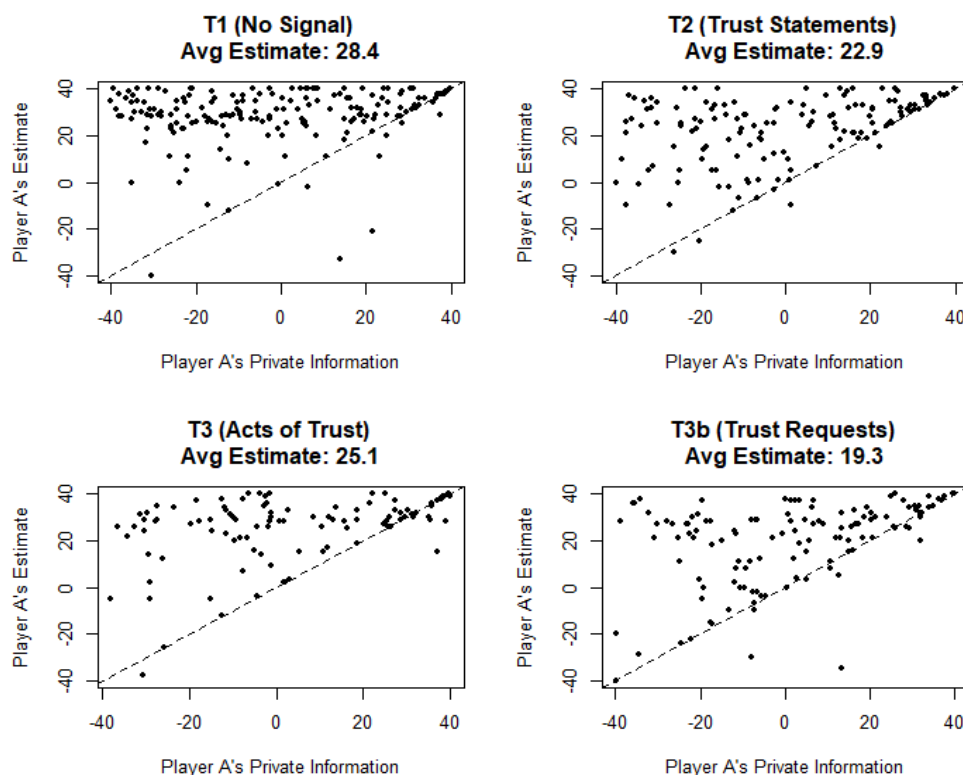 T1 (No Signal)
Avg Estimate: 28.4
Player A's Estimate
40
20
0
-20
-40
-40 -20 0 20 40
Player A's Private Information
T2 (Trust Statements)
Avg Estimate: 22.9
Player A's Estimate
40
20
0
-20
-40
-40 -20 0 20 40
Player A's Private Information
T3 (Acts of Trust)
Avg Estimate: 25.1
Player A's Estimate
40
20
0
-20
-40
-40 -20 0 20 40
Player A's Private Information
T3b (Trust Requests)
Avg Estimate: 19.3
Player A's Estimate
40
20
0
-20
-40
-40 -20 0 20 40
Player A's Private Information